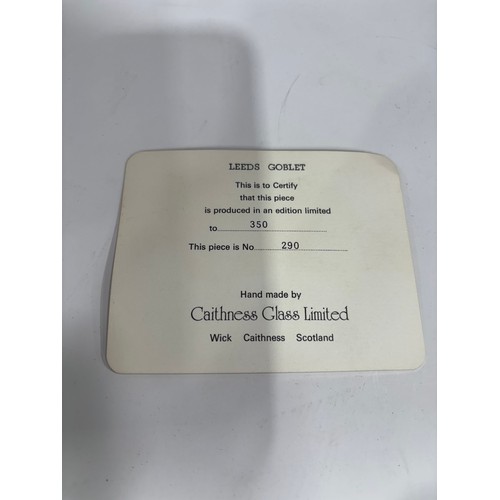 LEEDS GOBLET
This is to Certify
that this piece
is produced in an edition limited
to 350
This piece is No 290
Hand made by
Caithness Glass Limited
Wick Caithness Scotland